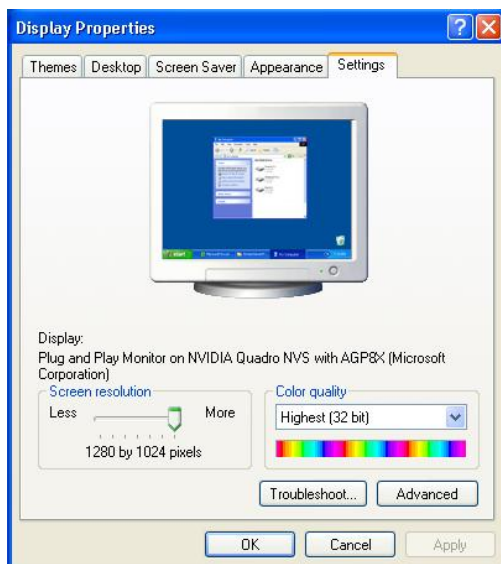 Display Properties
Themes Desktop Screen Saver Appearance Settings
start
Display:
Plug and Play Monitor on NVIDIA Quadro NVS with AGP8X (Microsoft
Corporation)
Screen resolution
Less More
1280 by 1024 pixels
Color quality
Highest (32 bit)
Troubleshoot... Advanced
OK Cancel Apply